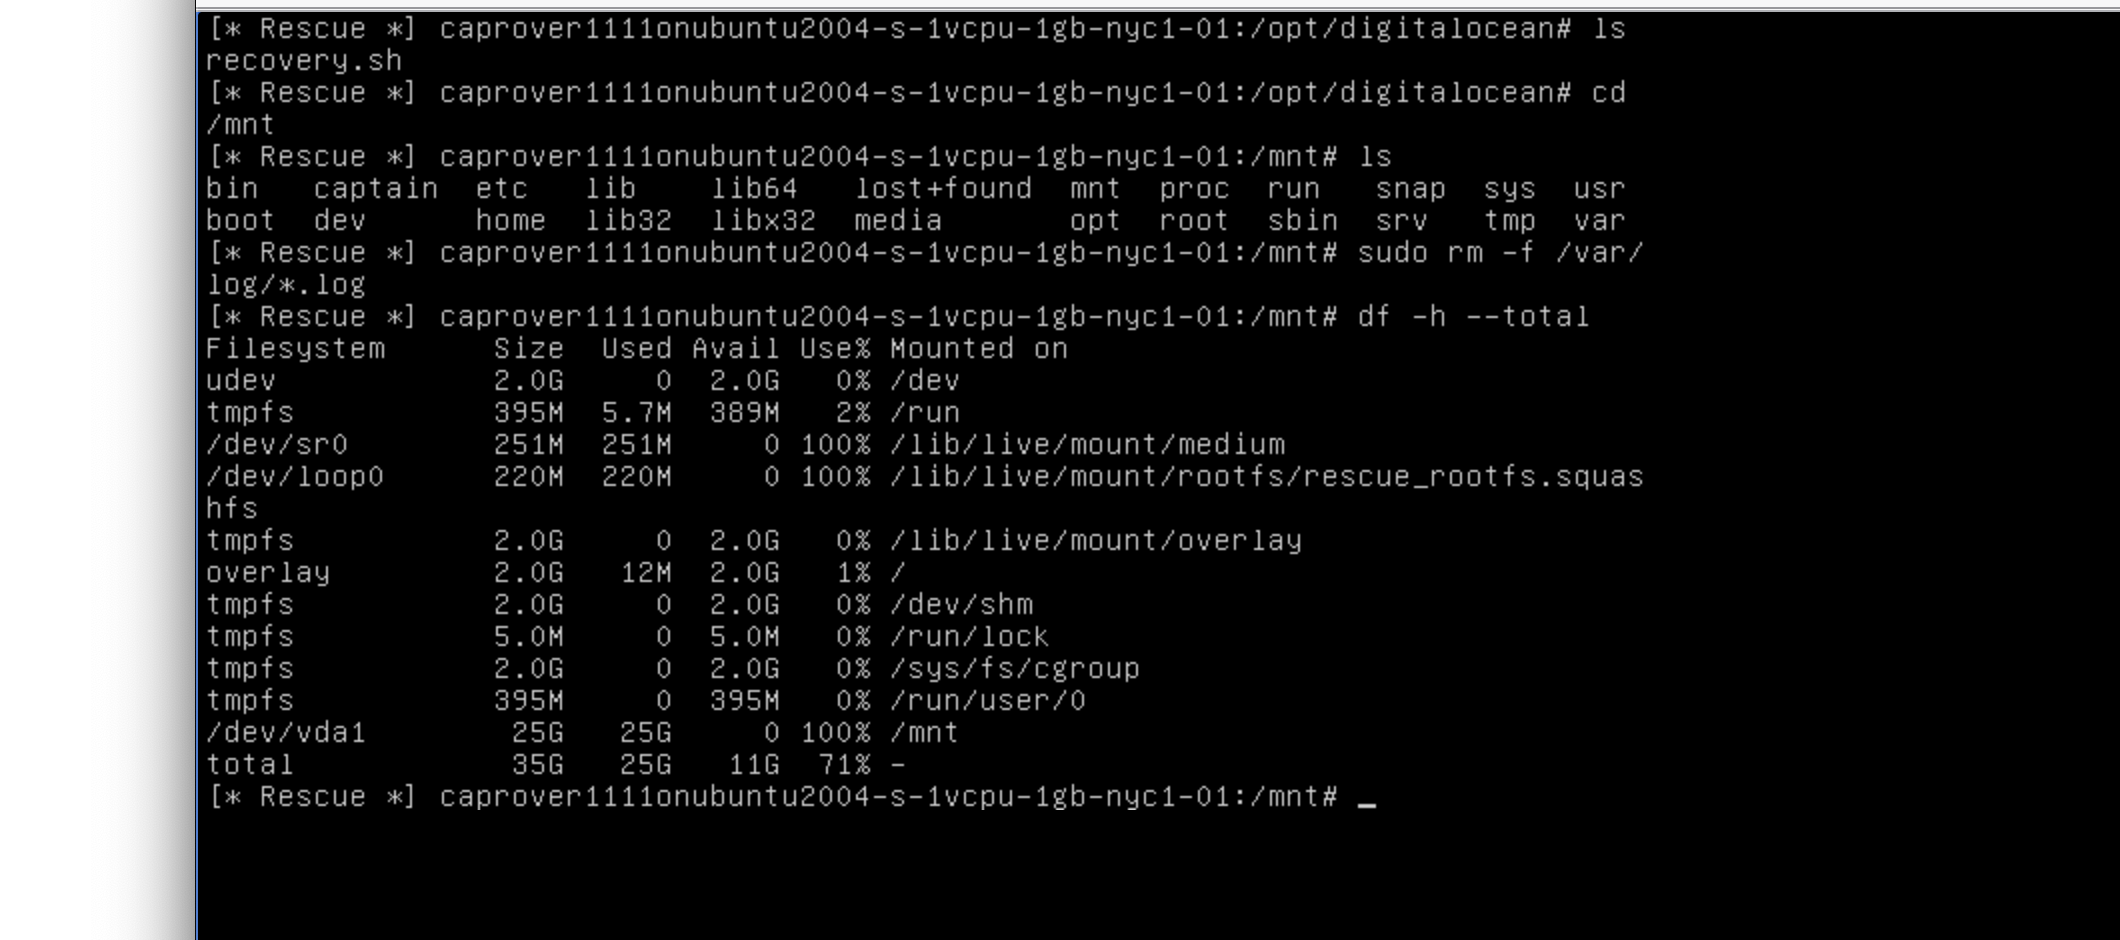 [* Rescue *] caprover1111onubuntu2004-s-1vcpu-1gb-nyc1-01:/opt/digitalocean# ls
recovery.sh
[* Rescue *] caprover1111onubuntu2004-s-1vcpu-1gb-nyc1-01:/opt/digitalocean# cd
/mnt
[* Rescue *] caprover1111onubuntu2004-s-1vcpu-1gb-nyc1-01:/mnt# ls
bin   captain  etc   lib    lib64   lost+found  mnt  proc  run   snap  sys  usr
boot  dev      home  lib32  libx32  media       opt  root  sbin  srv   tmp  var
[* Rescue *] caprover1111onubuntu2004-s-1vcpu-1gb-nyc1-01:/mnt# sudo rm -f /var/
log/*.log
[* Rescue *] caprover1111onubuntu2004-s-1vcpu-1gb-nyc1-01:/mnt# df -h --total
Filesystem      Size  Used Avail Use% Mounted on
udev            2.0G     0  2.0G   0% /dev
tmpfs           395M  5.7M  389M   2% /run
/dev/sr0        251M  251M     0 100% /lib/live/mount/medium
/dev/loop0      220M  220M     0 100% /lib/live/mount/rootfs/rescue_rootfs.squas
hfs
tmpfs           2.0G     0  2.0G   0% /lib/live/mount/overlay
overlay         2.0G   12M  2.0G   1% /
tmpfs           2.0G     0  2.0G   0% /dev/shm
tmpfs           5.0M     0  5.0M   0% /run/lock
tmpfs           2.0G     0  2.0G   0% /sys/fs/cgroup
tmpfs           395M     0  395M   0% /run/user/0
/dev/vda1        25G   25G     0 100% /mnt
total            35G   25G   11G  71% -
[* Rescue *] caprover1111onubuntu2004-s-1vcpu-1gb-nyc1-01:/mnt# _